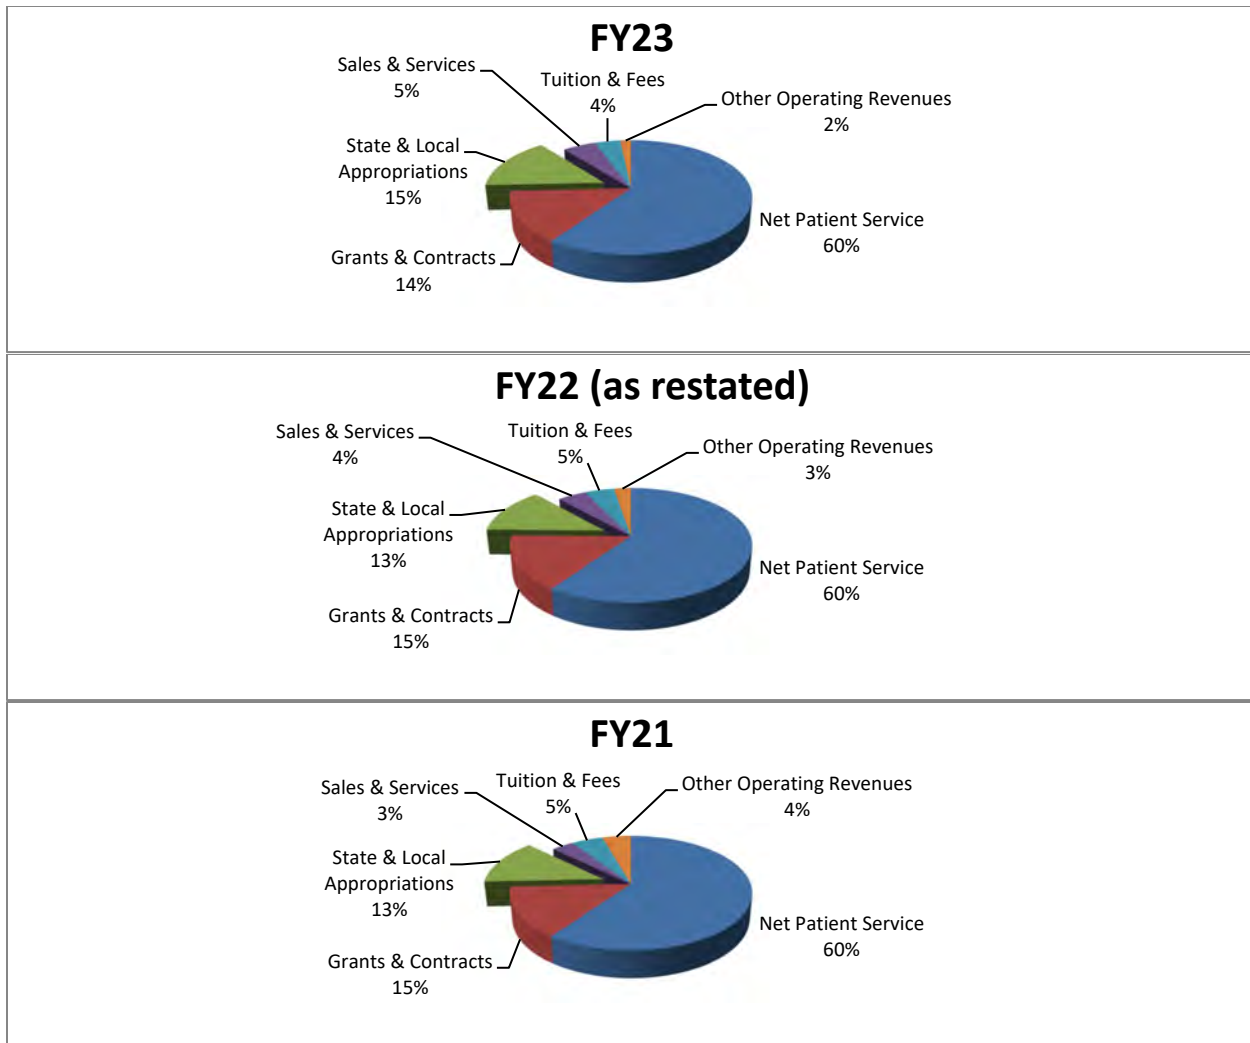 FY23
Sales & Services
5%
Tuition & Fees
4%
Other Operating Revenues
2%
State & Local
Appropriations
15%
Net Patient Service
60%
Grants & Contracts
14%
FY22 (as restated)
Sales & Services
4%
Tuition & Fees
5%
Other Operating Revenues
3%
State & Local
Appropriations
13%
Net Patient Service
60%
Grants & Contracts
15%
FY21
Sales & Services
3%
Tuition & Fees
5%
Other Operating Revenues
4%
State & Local
Appropriations
13%
Net Patient Service
60%
Grants & Contracts
15%